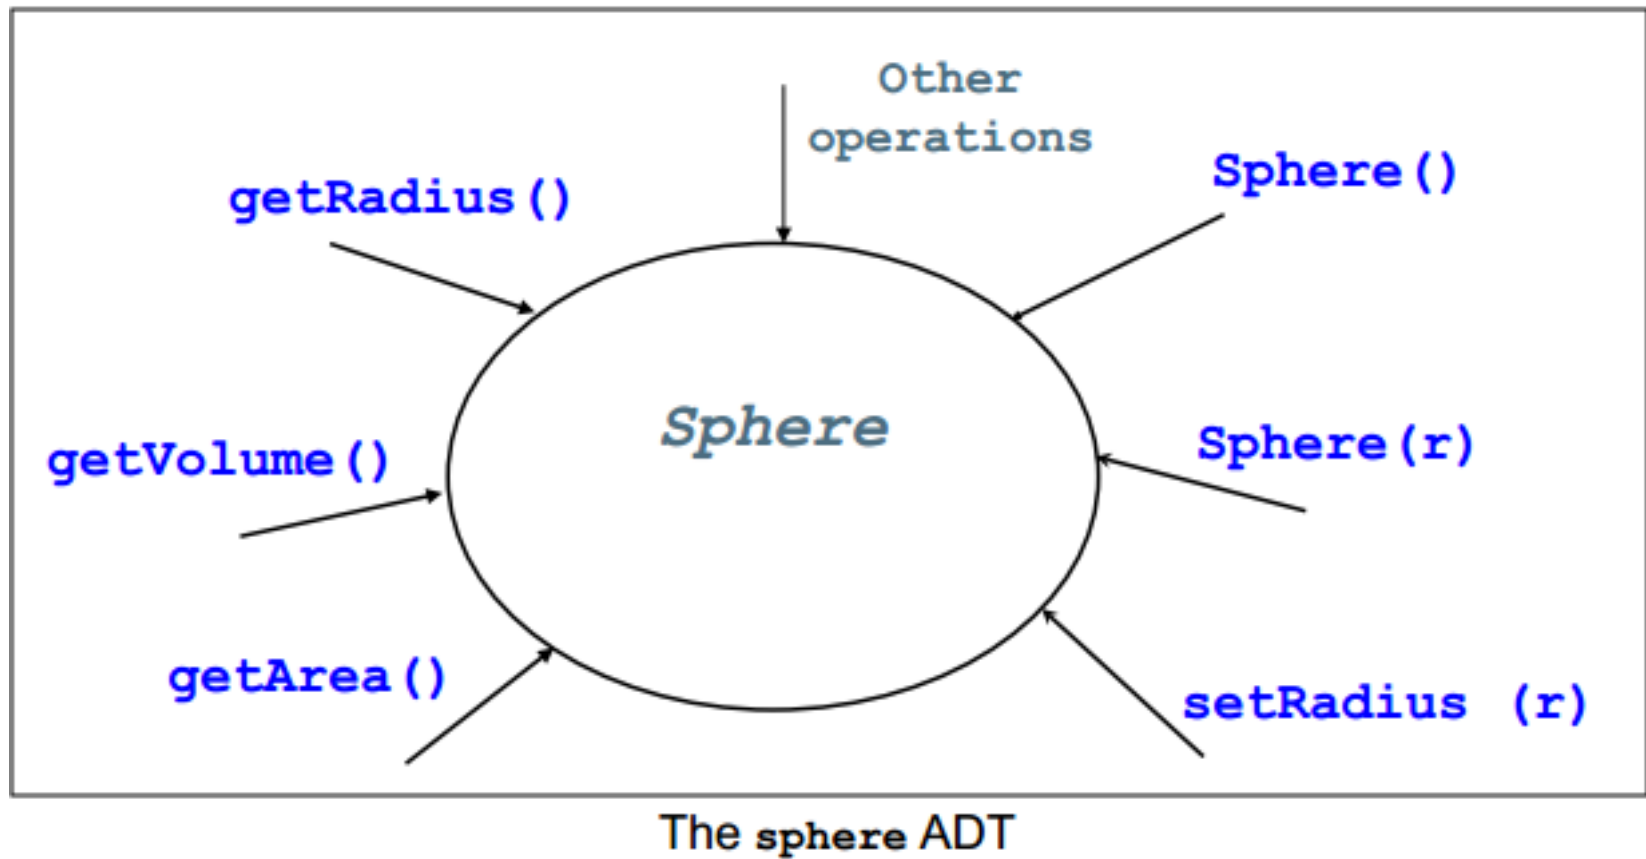 Other
operations
Sphere()
getRadius()
Sphere
Sphere(r)
getVolume()
getArea()
setRadius (r)
The sphere ADT